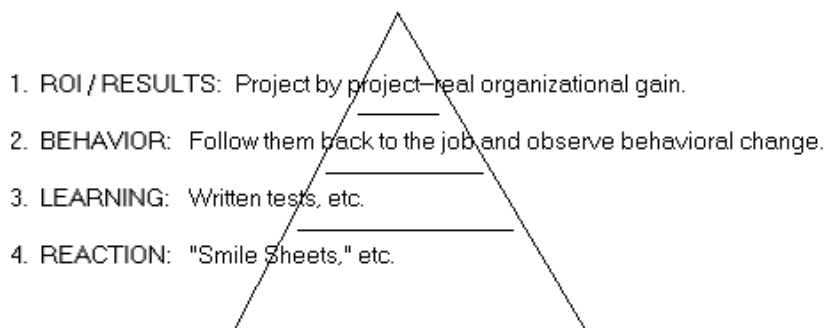 1. ROI / RESULTS: Project by project–real organizational gain.
2. BEHAVIOR: Follow them back to the job and observe behavioral change.
3. LEARNING: Written tests, etc.
4. REACTION: "Smile Sheets," etc.